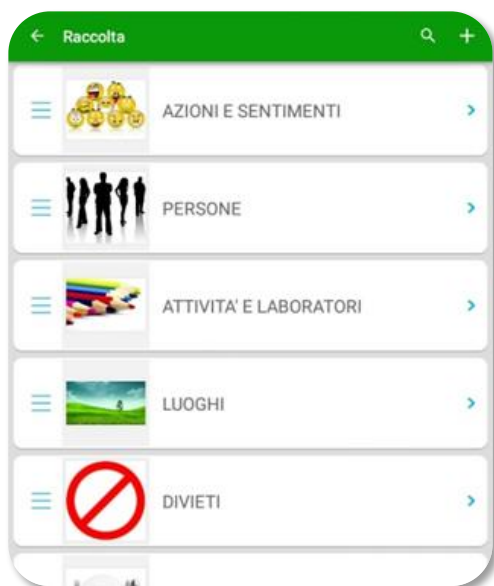 Raccolta
AZIONI E SENTIMENTI
PERSONE
ATTIVITA' E LABORATORI
LUOGHI
DIVIETI